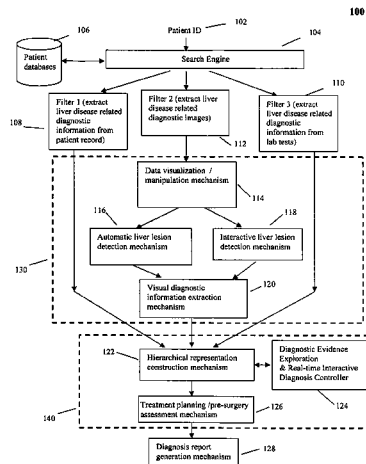 100
Patient ID
102
106
104
Patient
databases
Search Engine
110
Filter 1 (extract
liver disease related
diagnostic
information from
patient record)
Filter 2 (extract liver
disease related
diagnostic images)
Filter 3 (extract
liver disease related
diagnostic
information from
lab tests)
108
112
Data visualization /
manipulation mechanism
114
116
118
Automatic liver lesion
detection mechanism
Interactive liver lesion
detection mechanism
130
120
Visual diagnostic
information extraction
mechanism
122
Hierarchical representation
construction mechanism
Diagnostic Evidence
Exploration
& Real-time Interactive
Diagnosis Controller
Treatment planning /pre-surgery
assessment mechanism
126
124
140
Diagnosis report
generation mechanism
128